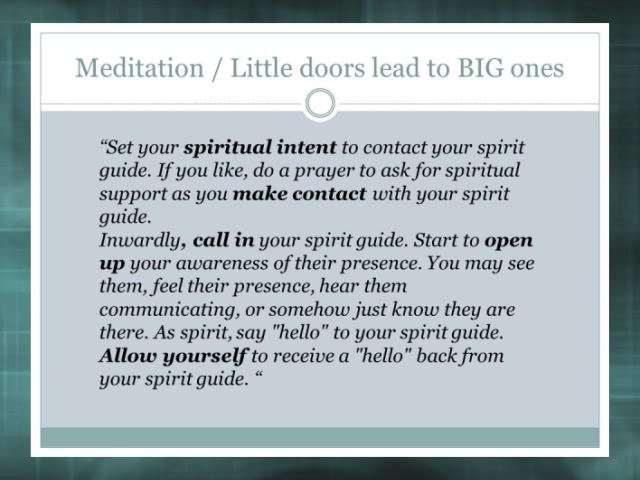 Meditation / Little doors lead to BIG ones
“Set your spiritual intent to contact your spirit
guide. If you like, do a prayer to ask for spiritual
support as you make contact with your spirit
guide.
Inwardly, call in your spirit guide. Start to open
up your awareness of their presence. You may see
them, feel their presence, hear them
communicating, or somehow just know they are
there. As spirit, say "hello" to your spirit guide.
Allow yourself to receive a "hello" back from
your spirit guide. “